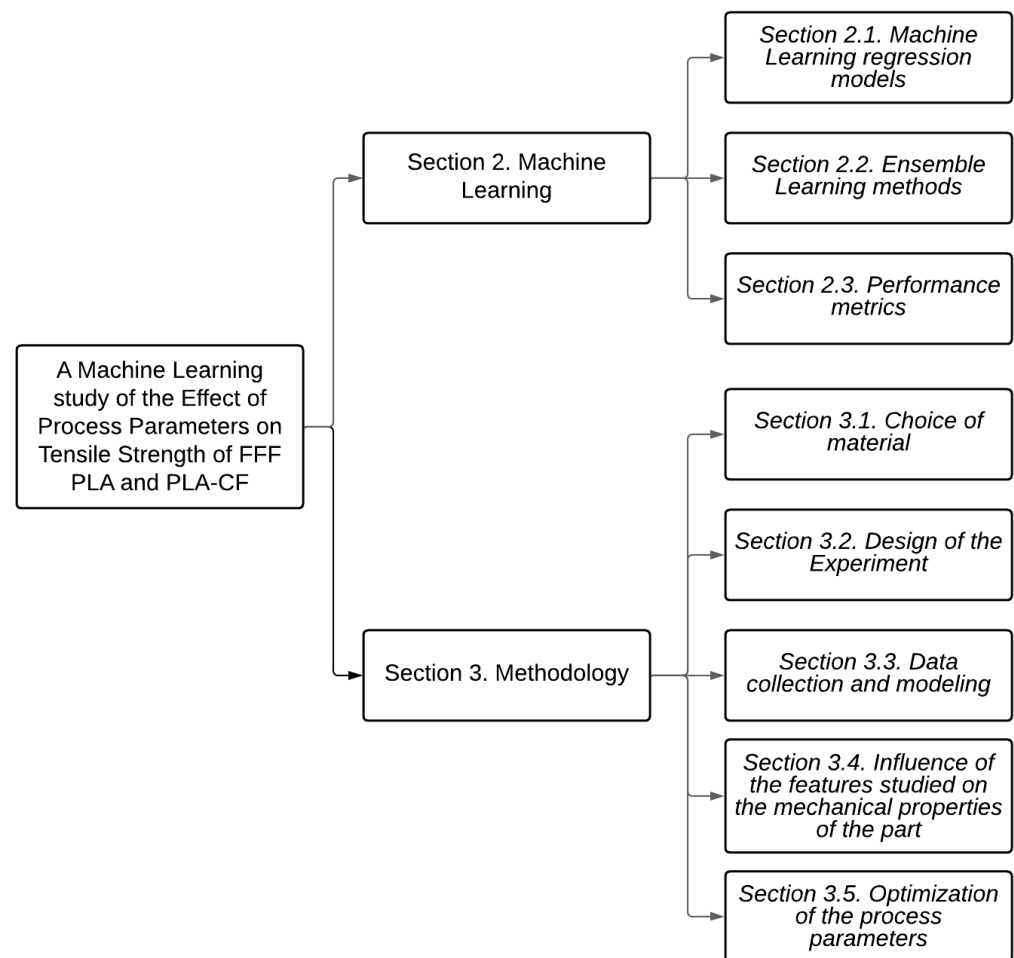 A Machine Learning
study of the Effect of
Process Parameters on
Tensile Strength of FFF
PLA and PLA-CF
Section 2. Machine
Learning
Section 2.1. Machine
Learning regression
models
Section 2.2. Ensemble
Learning methods
Section 2.3. Performance
metrics
Section 3. Methodology
Section 3.1. Choice of
material
Section 3.2. Design of the
Experiment
Section 3.3. Data
collection and modeling
Section 3.4. Influence of
the features studied on
the mechanical properties
of the part
Section 3.5. Optimization
of the process
parameters